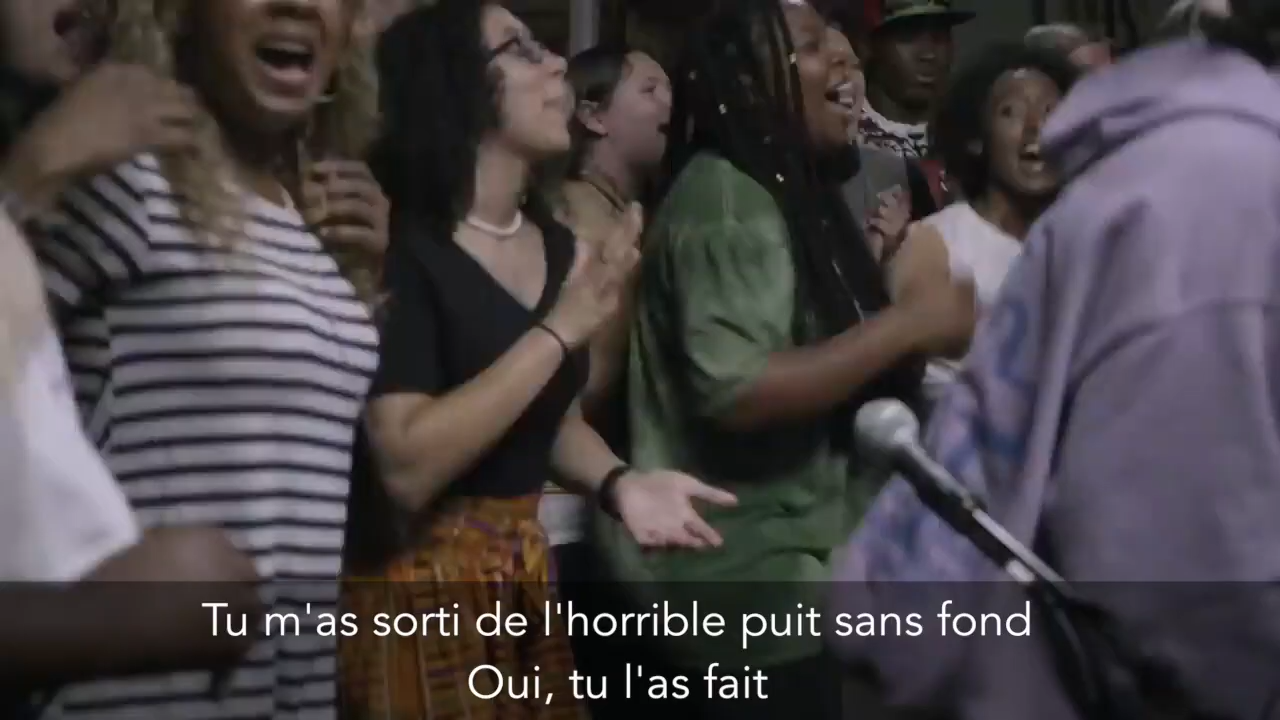 Tu m'as sorti de l'horrible puit sans fond
Oui, tu l'as fait